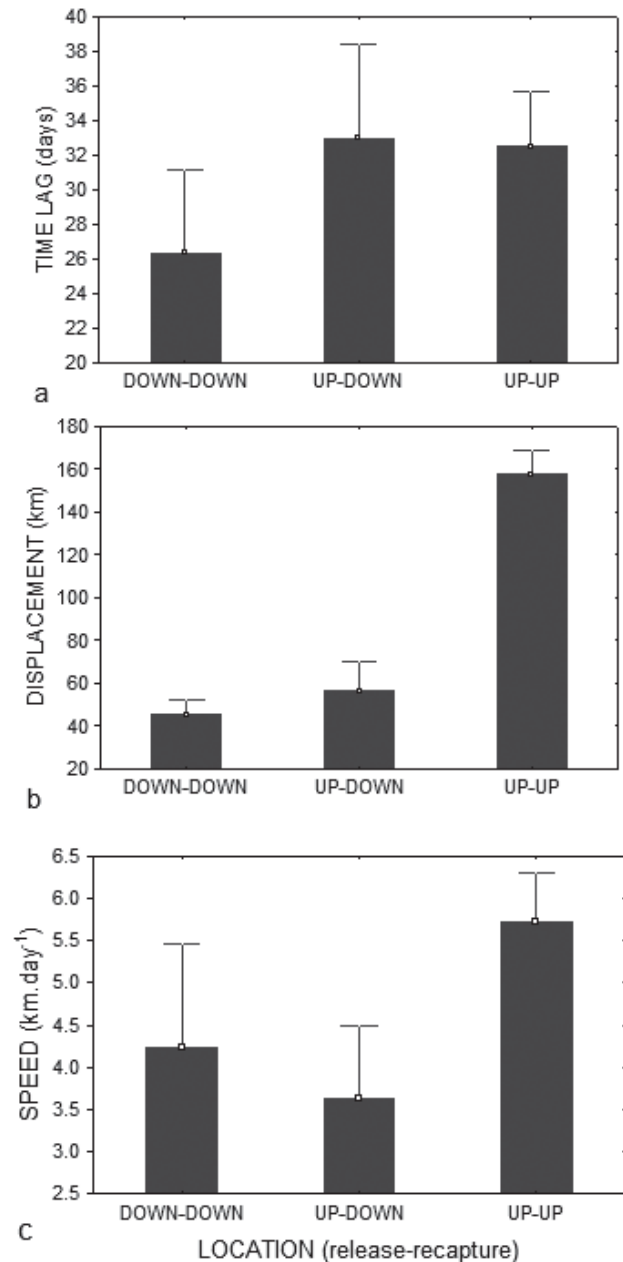 40
38
36
34
32
30
28
26
24
22
20
TIME LAG (days)
DOWN-DOWN UP-DOWN UP-UP
a
180
160
140
120
100
80
60
40
20
DISPLACEMENT (km)
DOWN-DOWN UP-DOWN UP-UP
b
6.5
6.0
5.5
5.0
4.5
4.0
3.5
3.0
2.5
SPEED (km.day⁻¹)
DOWN-DOWN UP-DOWN UP-UP
c
LOCATION (release-recapture)